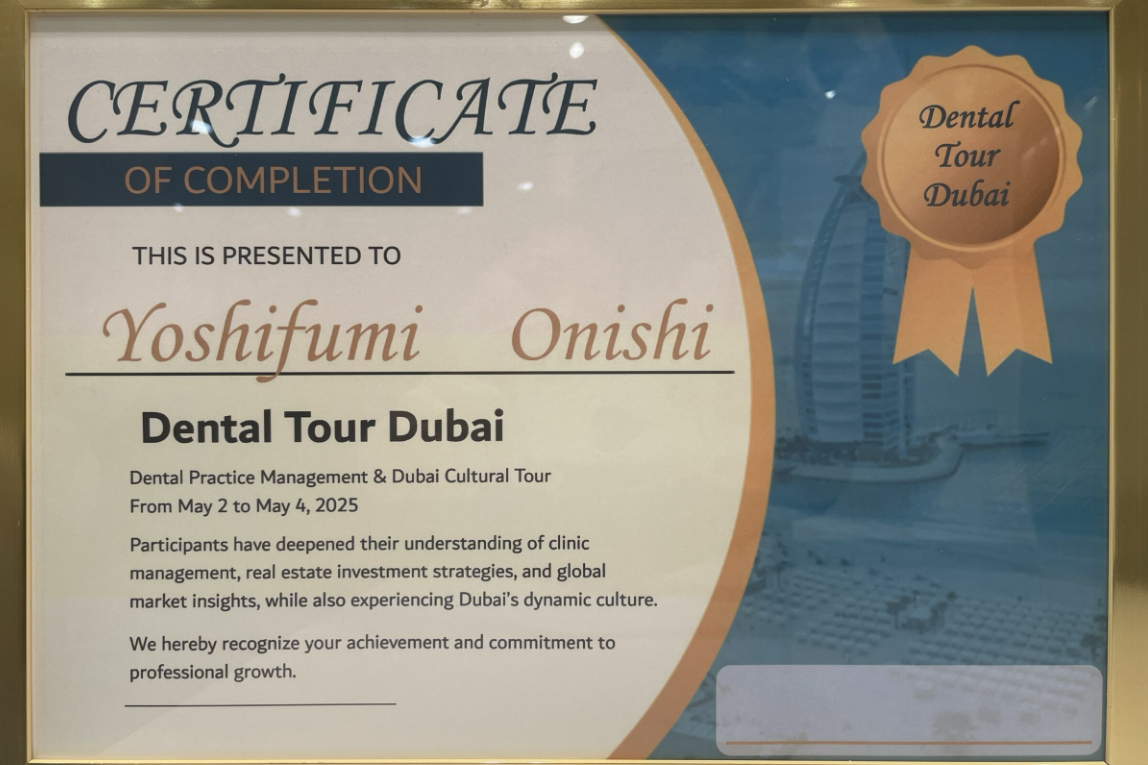 CERTIFICATE
OF COMPLETION
THIS IS PRESENTED TO
Yoshifumi Onishi
Dental Tour Dubai
Dental Practice Management & Dubai Cultural Tour
From May 2 to May 4, 2025
Participants have deepened their understanding of clinic
management, real estate investment strategies, and global
market insights, while also experiencing Dubai's dynamic culture.
We hereby recognize your achievement and commitment to
professional growth.
Dental
Tour
Dubai